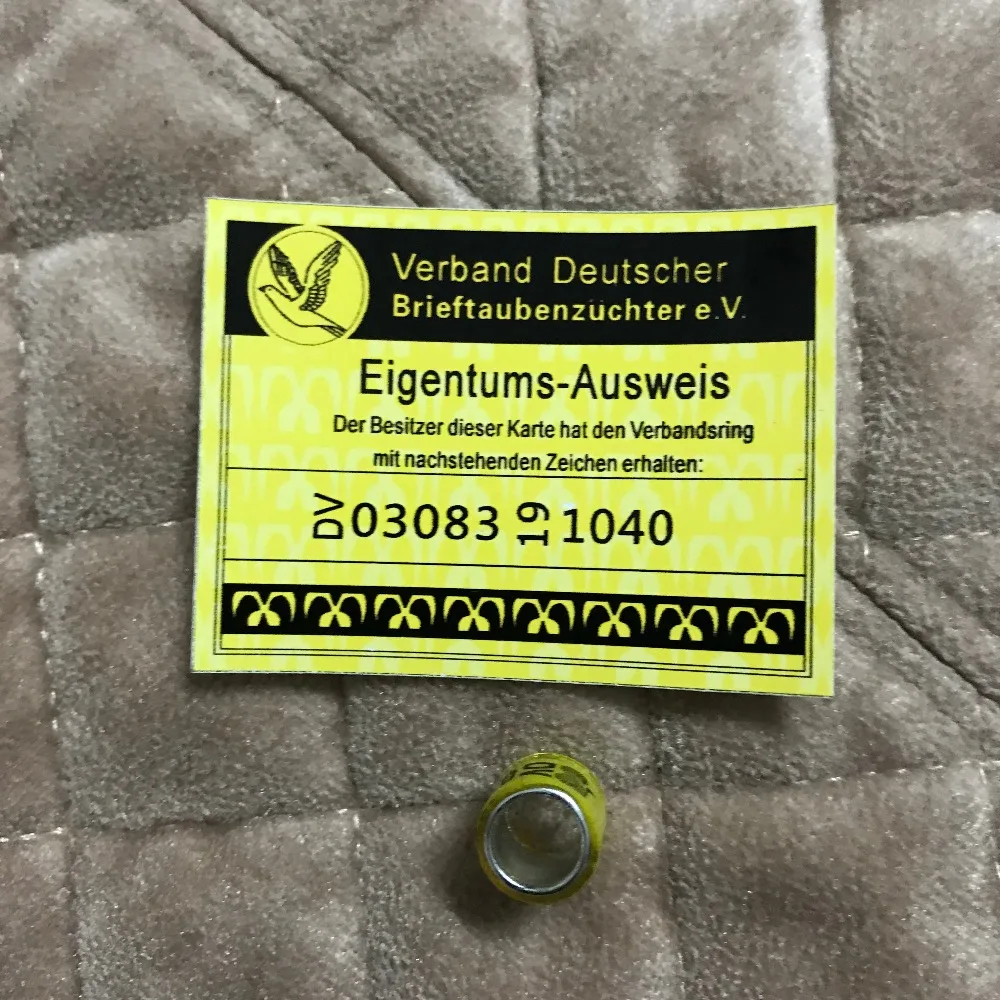 Verband Deutscher
Brieftaubenzüchter e.V.
Eigentums-Ausweis
Der Besitzer dieser Karte hat den Verbandsring
mit nachstehenden Zeichen erhalten:
DV 03083 19 1040